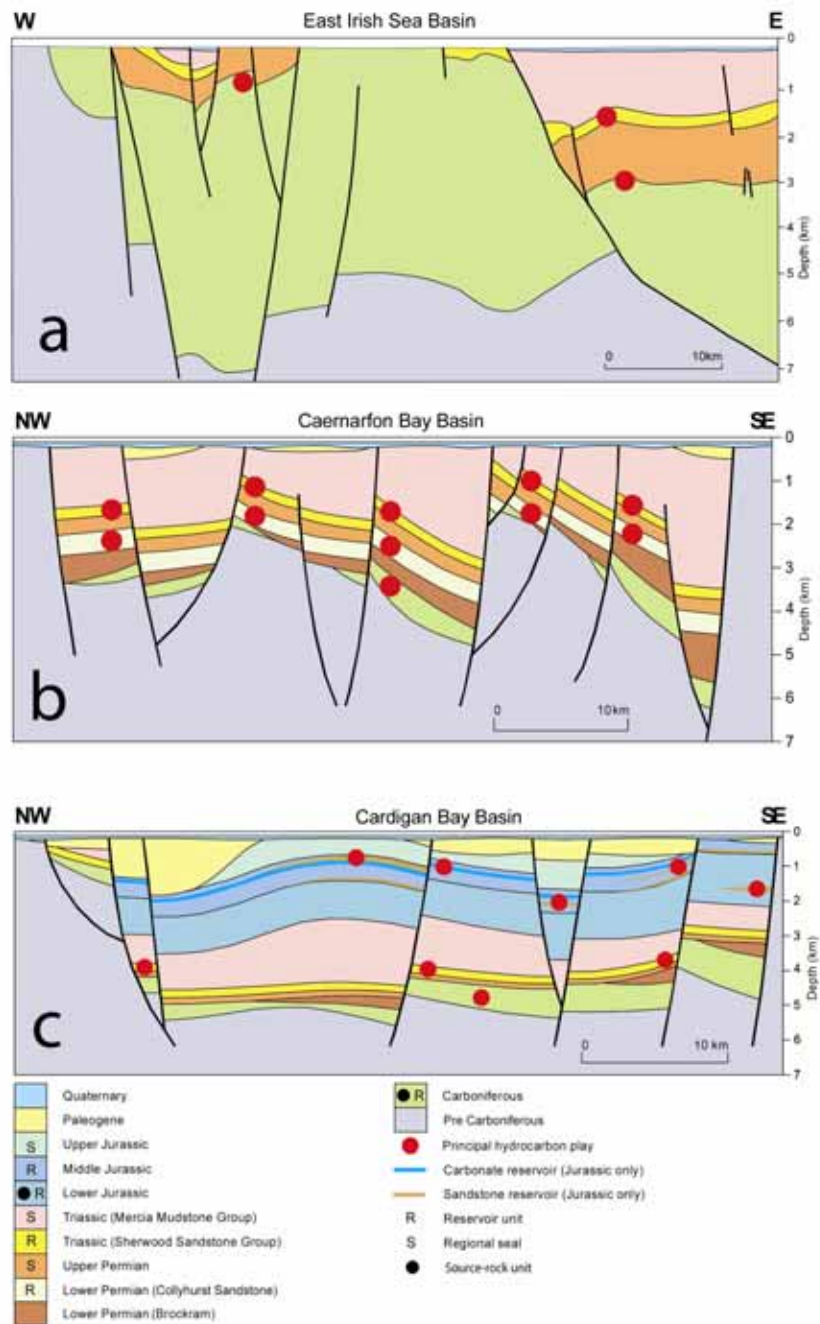 W East Irish Sea Basin E
0
1
2
3
4
5
6
7
Depth (km)
0 10km
a
NW Caernarfon Bay Basin SE
0
1
2
3
4
5
6
7
Depth (km)
0 10km
b
NW Cardigan Bay Basin SE
0
1
2
3
4
5
6
7
Depth (km)
0 10 km
c
Quaternary
Paleogene
S Upper Jurassic
R Middle Jurassic
R Lower Jurassic
S Triassic (Mercia Mudstone Group)
R Triassic (Sherwood Sandstone Group)
S Upper Permian
R Lower Permian (Collyhurst Sandstone)
Lower Permian (Brockram)
R Carboniferous
Pre Carboniferous
Principal hydrocarbon play
Carbonate reservoir (Jurassic only)
Sandstone reservoir (Jurassic only)
R Reservoir unit
S Regional seal
Source-rock unit